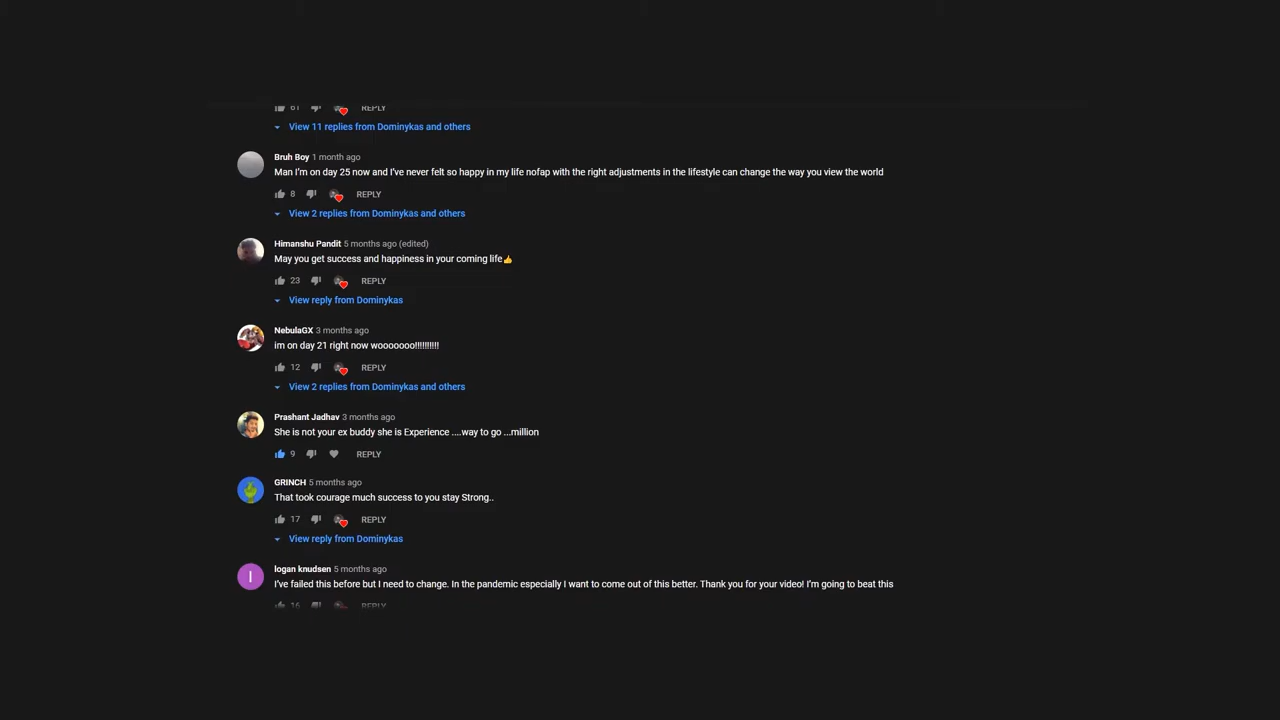 81 REPLY
View 11 replies from Dominykas and others
Bruh Boy 1 month ago
Man I'm on day 25 now and I've never felt so happy in my life nofap with the right adjustments in the lifestyle can change the way you view the world
8 REPLY
View 2 replies from Dominykas and others
Himanshu Pandit 5 months ago (edited)
May you get success and happiness in your coming life👍
23 REPLY
View reply from Dominykas
NebulaGX 3 months ago
im on day 21 right now wooooooo!!!!!!!!!!
12 REPLY
View 2 replies from Dominykas and others
Prashant Jadhav 3 months ago
She is not your ex buddy she is Experience ....way to go ...million
9 REPLY
GRINCH 5 months ago
That took courage much success to you stay Strong..
17 REPLY
View reply from Dominykas
l
logan knudsen 5 months ago
I've failed this before but I need to change. In the pandemic especially I want to come out of this better. Thank you for your video! I'm going to beat this
16 REPLY